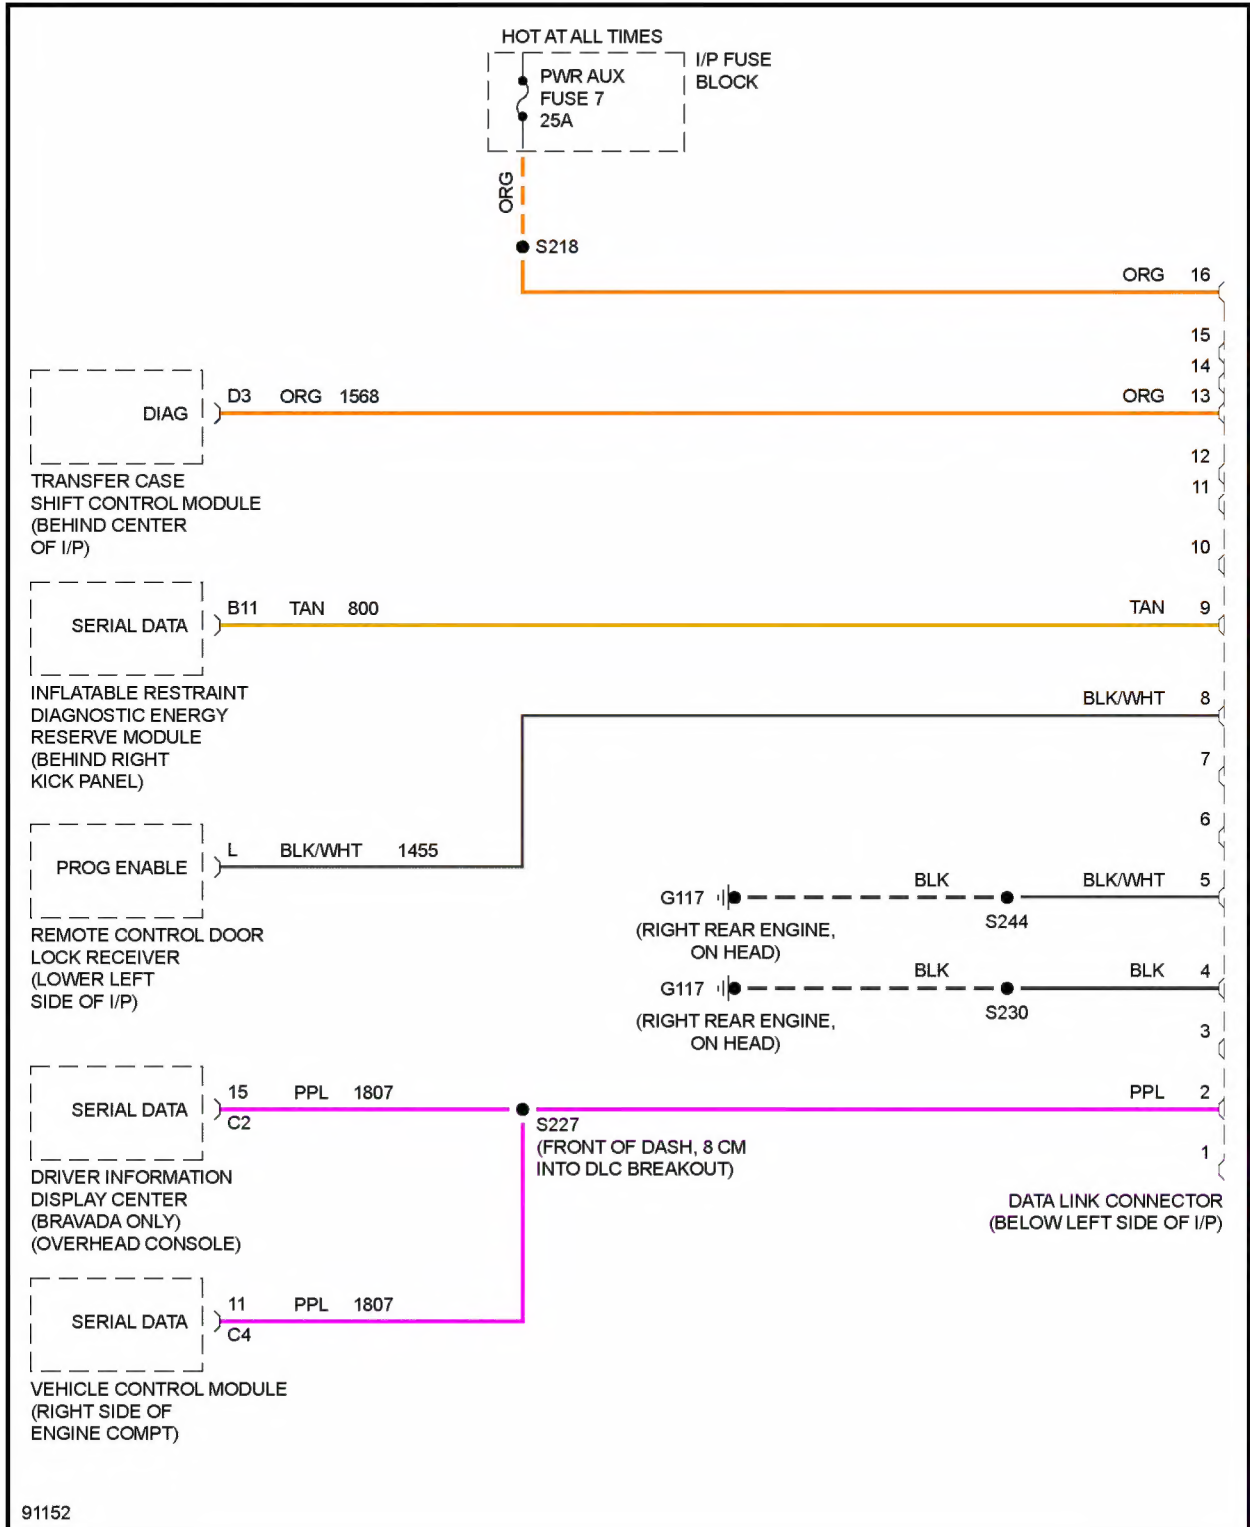 HOT AT ALL TIMES
PWR AUX
FUSE 7
25A
I/P FUSE
BLOCK
ORG
S218
ORG 16
15
14
DIAG
D3 ORG 1568
ORG 13
TRANSFER CASE
SHIFT CONTROL MODULE
(BEHIND CENTER
OF I/P)
12
11
10
SERIAL DATA
B11 TAN 800
TAN 9
INFLATABLE RESTRAINT
DIAGNOSTIC ENERGY
RESERVE MODULE
(BEHIND RIGHT
KICK PANEL)
BLK/WHT 8
7
6
PROG ENABLE
L BLK/WHT 1455
REMOTE CONTROL DOOR
LOCK RECEIVER
(LOWER LEFT
SIDE OF I/P)
G117
BLK
S244
BLK/WHT 5
(RIGHT REAR ENGINE,
ON HEAD)
G117
BLK
S230
BLK 4
(RIGHT REAR ENGINE,
ON HEAD)
3
SERIAL DATA
15 PPL 1807
C2
PPL 2
S227
(FRONT OF DASH, 8 CM
INTO DLC BREAKOUT)
1
DRIVER INFORMATION
DISPLAY CENTER
(BRAVADA ONLY)
(OVERHEAD CONSOLE)
DATA LINK CONNECTOR
(BELOW LEFT SIDE OF I/P)
SERIAL DATA
11 PPL 1807
C4
VEHICLE CONTROL MODULE
(RIGHT SIDE OF
ENGINE COMPT)
91152